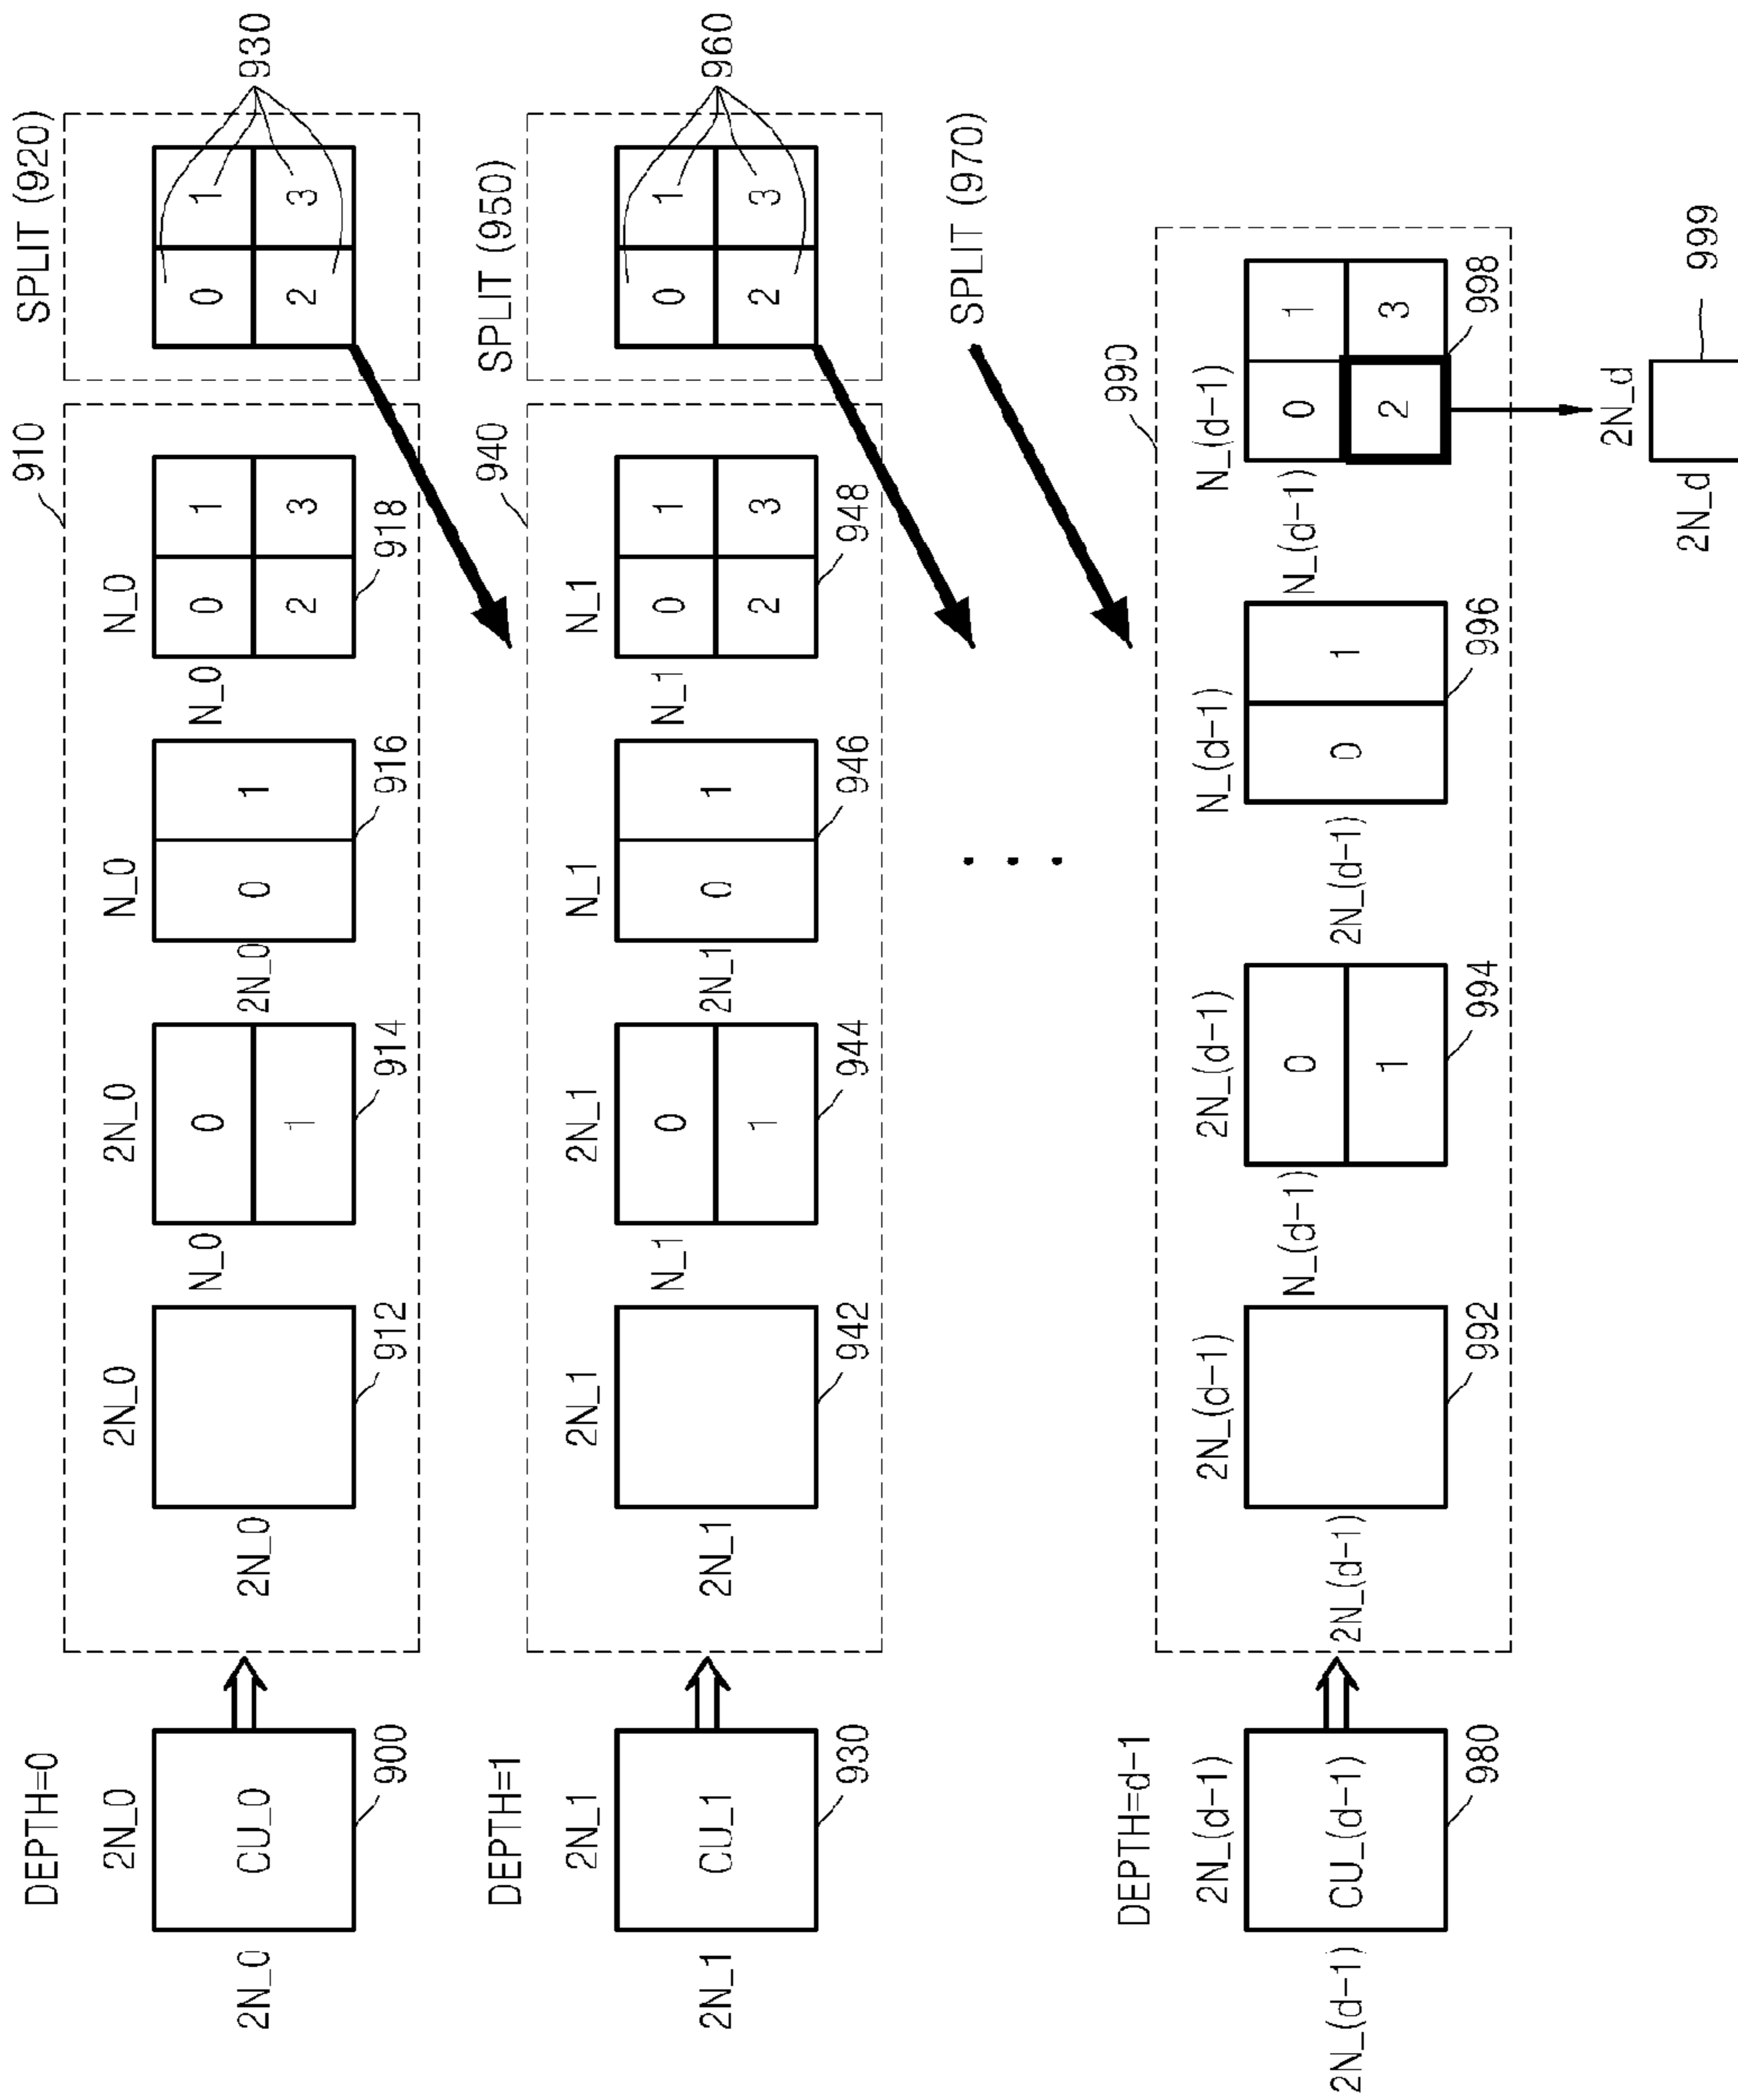 DEPTH=0
2N_0
2N_0
CU_0
900
910
2N_0
2N_0
912
2N_0
N_0
0
1
914
N_0
2N_0
0
1
916
N_0
N_0
0
1
2
3
918
SPLIT (920)
0
1
2
3
930
DEPTH=1
2N_1
2N_1
CU_1
930
940
2N_1
2N_1
942
2N_1
N_1
0
1
944
N_1
2N_1
0
1
946
N_1
N_1
0
1
2
3
948
SPLIT (950)
0
1
2
3
960
SPLIT (970)
. . .
DEPTH=d-1
2N_(d-1)
2N_(d-1)
CU_(d-1)
980
990
2N_(d-1)
2N_(d-1)
992
2N_(d-1)
N_(d-1)
0
1
994
N_(d-1)
2N_(d-1)
0
1
996
N_(d-1)
N_(d-1)
0
1
2
3
998
2N_d
2N_d
999